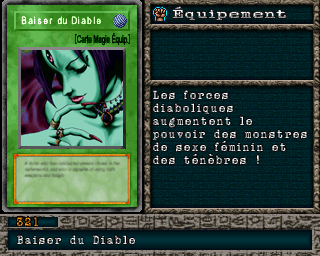 Baiser du Diable
[Carte Magie Équip.]
Équipement
Les forces
diaboliques
augmentent le
pouvoir des monstres
de sexe féminin et
des ténèbres !
321
Baiser du Diable